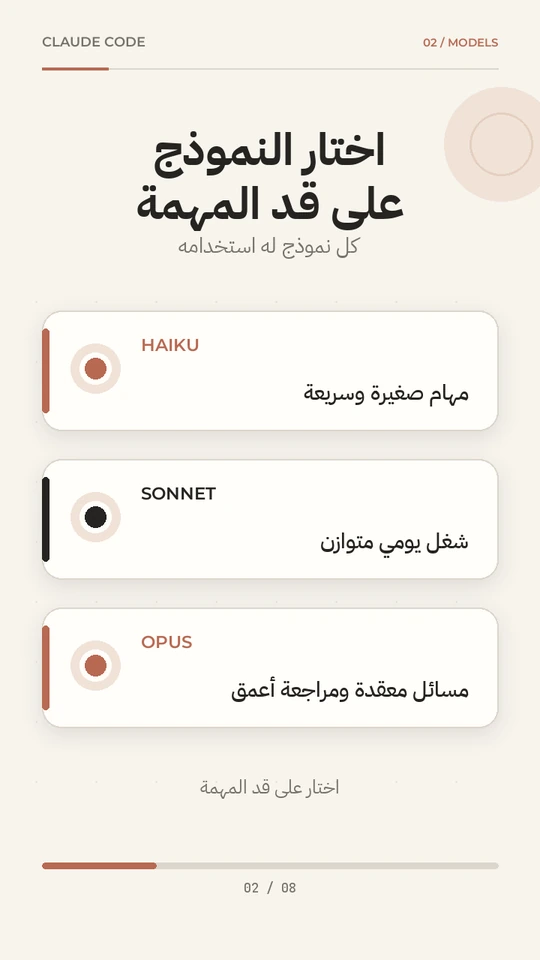 CLAUDE CODE
02 / MODELS
اختار النموذج
على قد المهمة
كل نموذج له استخدامه
HAIKU
مهام صغيرة وسريعة
SONNET
شغل يومي متوازن
OPUS
مسائل معقدة ومراجعة أعمق
اختار على قد المهمة
02 / 08